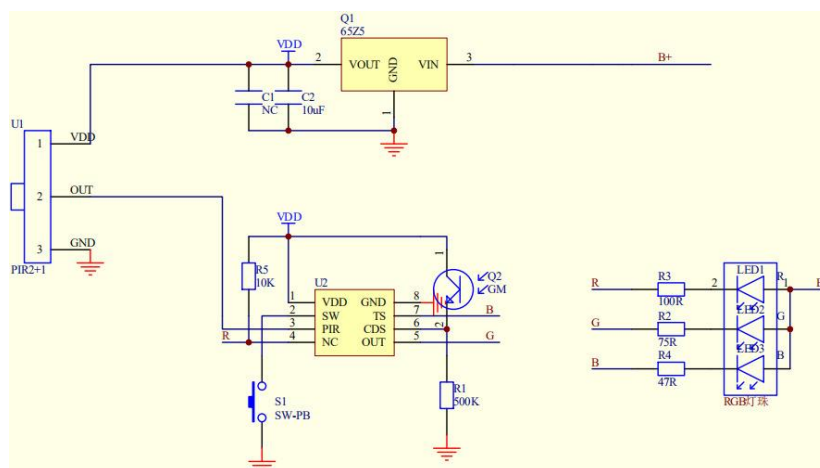 Q1
65Z5
VDD
2
VOUT
GND
VIN
3
B+
1
C1
NC
C2
10uF
U1
1
VDD
2
OUT
3
GND
PIR2+1
VDD
R5
10K
U2
1
VDD
GND
8
2
SW
TS
7
B
3
PIR
CDS
6
R
4
NC
OUT
5
G
1
Q2
GM
2
S1
SW-PB
R1
500K
R
R3
100R
2
LED1
R
1
G
R2
75R
LED2
G
B
R4
47R
LED3
B
RGB灯珠